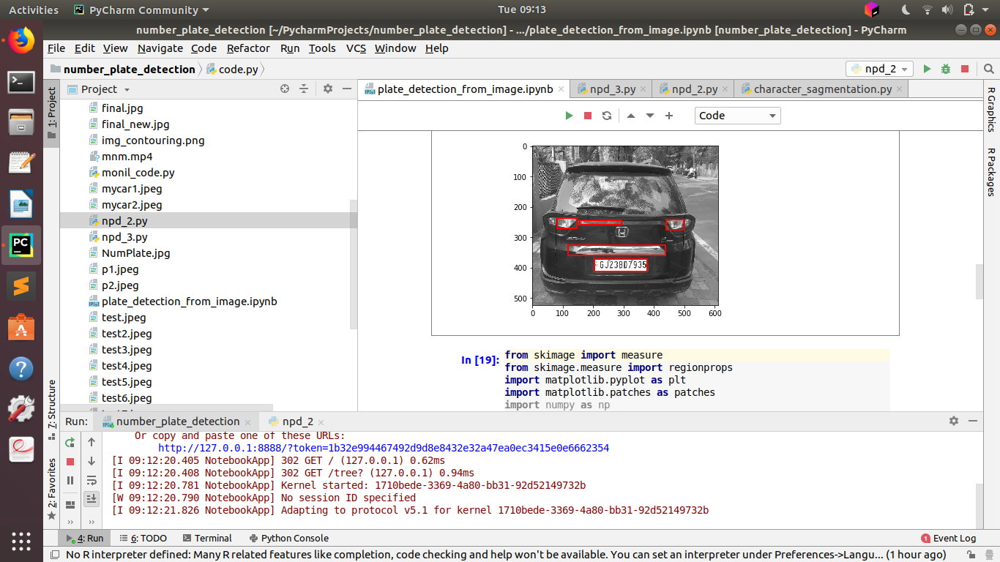 Activities PyCharm Community Tue 09:13
number_plate_detection [~/PycharmProjects/number_plate_detection] - .../plate_detection_from_image.ipynb [number_plate_detection] - PyCharm
File Edit View Navigate Code Refactor Run Tools VCS Window Help
number_plate_detection code.py npd_2
1: Project
7: Structure
2: Favorites
Project
final.jpg
final_new.jpg
img_contouring.png
mnm.mp4
monil_code.py
mycar1.jpeg
mycar2.jpeg
npd_2.py
npd_3.py
NumPlate.jpg
p1.jpeg
p2.jpeg
plate_detection_from_image.ipynb
test.jpeg
test2.jpeg
test3.jpeg
test4.jpeg
test5.jpeg
test6.jpeg
plate_detection_from_image.ipynb npd_3.py npd_2.py character_sagmentation.py
Code
0
100
200
300
400
500
0 100 200 300 400 500 600
GJ23BD7935
In [19]:
from skimage import measure
from skimage.measure import regionprops
import matplotlib.pyplot as plt
import matplotlib.patches as patches
import numpy as np
R Graphics
R Packages
Run: number_plate_detection npd_2
Or copy and paste one of these URLs:
http://127.0.0.1:8888/?token=1b32e994467492d9d8e8432e32a47ea0ec3415e0e6662354
[I 09:12:20.405 NotebookApp] 302 GET / (127.0.0.1) 0.62ms
[I 09:12:20.408 NotebookApp] 302 GET /tree? (127.0.0.1) 0.94ms
[I 09:12:20.781 NotebookApp] Kernel started: 1710bede-3369-4a80-bb31-92d52149732b
[W 09:12:20.790 NotebookApp] No session ID specified
[I 09:12:21.826 NotebookApp] Adapting to protocol v5.1 for kernel 1710bede-3369-4a80-bb31-92d52149732b
4: Run 6: TODO Terminal Python Console 1 Event Log
No R interpreter defined: Many R related features like completion, code checking and help won't be available. You can set an interpreter under Preferences->Langu... (1 hour ago)